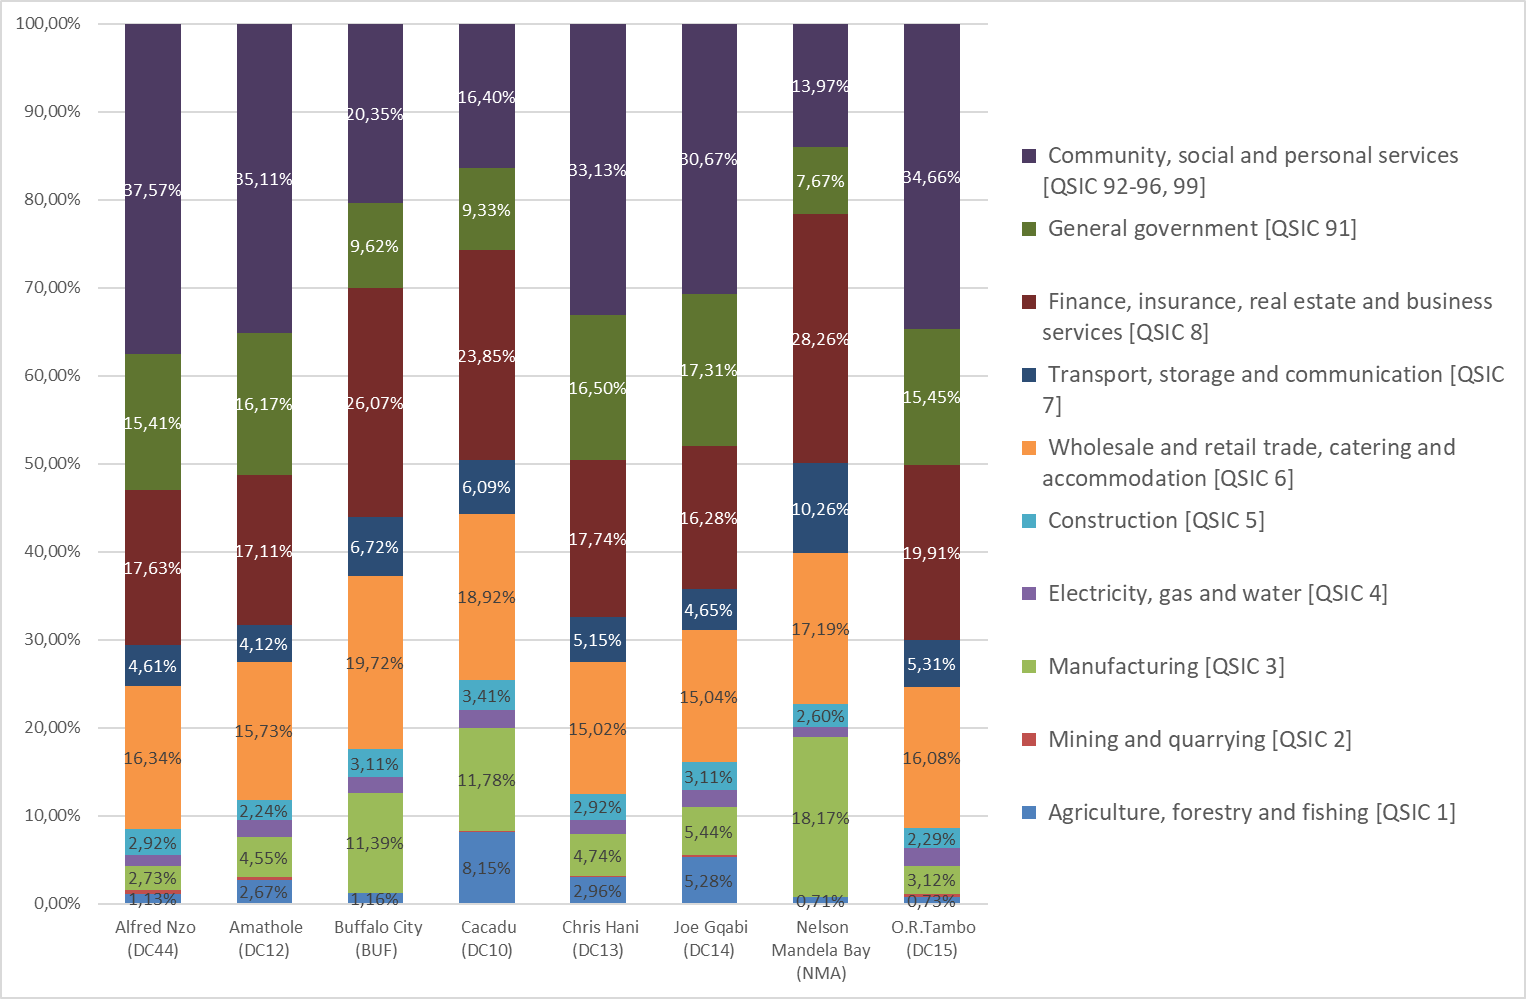 100,00%
90,00%
80,00%
70,00%
60,00%
50,00%
40,00%
30,00%
20,00%
10,00%
0,00%
37,57%
15,41%
17,63%
4,61%
16,34%
2,92%
2,73%
1,13%
35,11%
16,17%
17,11%
4,12%
15,73%
2,24%
4,55%
2,67%
20,35%
9,62%
26,07%
6,72%
19,72%
3,11%
11,39%
1,16%
16,40%
9,33%
23,85%
6,09%
18,92%
3,41%
11,78%
8,15%
33,13%
16,50%
17,74%
5,15%
15,02%
2,92%
4,74%
2,96%
30,67%
17,31%
16,28%
4,65%
15,04%
3,11%
5,44%
5,28%
13,97%
7,67%
28,26%
10,26%
17,19%
2,60%
18,17%
0,71%
34,66%
15,45%
19,91%
5,31%
16,08%
2,29%
3,12%
0,73%
Alfred Nzo
(DC44)
Amathole
(DC12)
Buffalo City
(BUF)
Cacadu
(DC10)
Chris Hani
(DC13)
Joe Gqabi
(DC14)
Nelson
Mandela Bay
(NMA)
O.R.Tambo
(DC15)
Community, social and personal services
[QSIC 92-96, 99]
General government [QSIC 91]
Finance, insurance, real estate and business
services [QSIC 8]
Transport, storage and communication [QSIC
7]
Wholesale and retail trade, catering and
accommodation [QSIC 6]
Construction [QSIC 5]
Electricity, gas and water [QSIC 4]
Manufacturing [QSIC 3]
Mining and quarrying [QSIC 2]
Agriculture, forestry and fishing [QSIC 1]